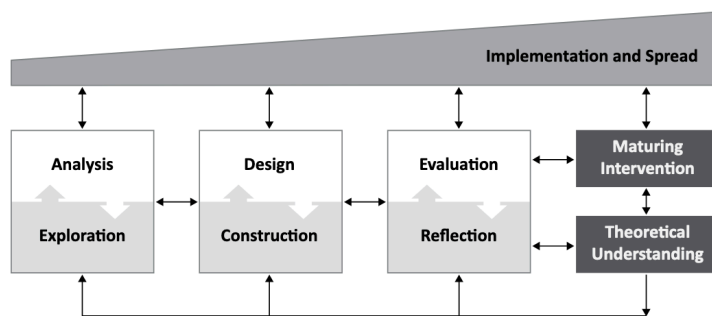 Implementation and Spread
Analysis
Exploration
Design
Construction
Evaluation
Reflection
Maturing
Intervention
Theoretical
Understanding